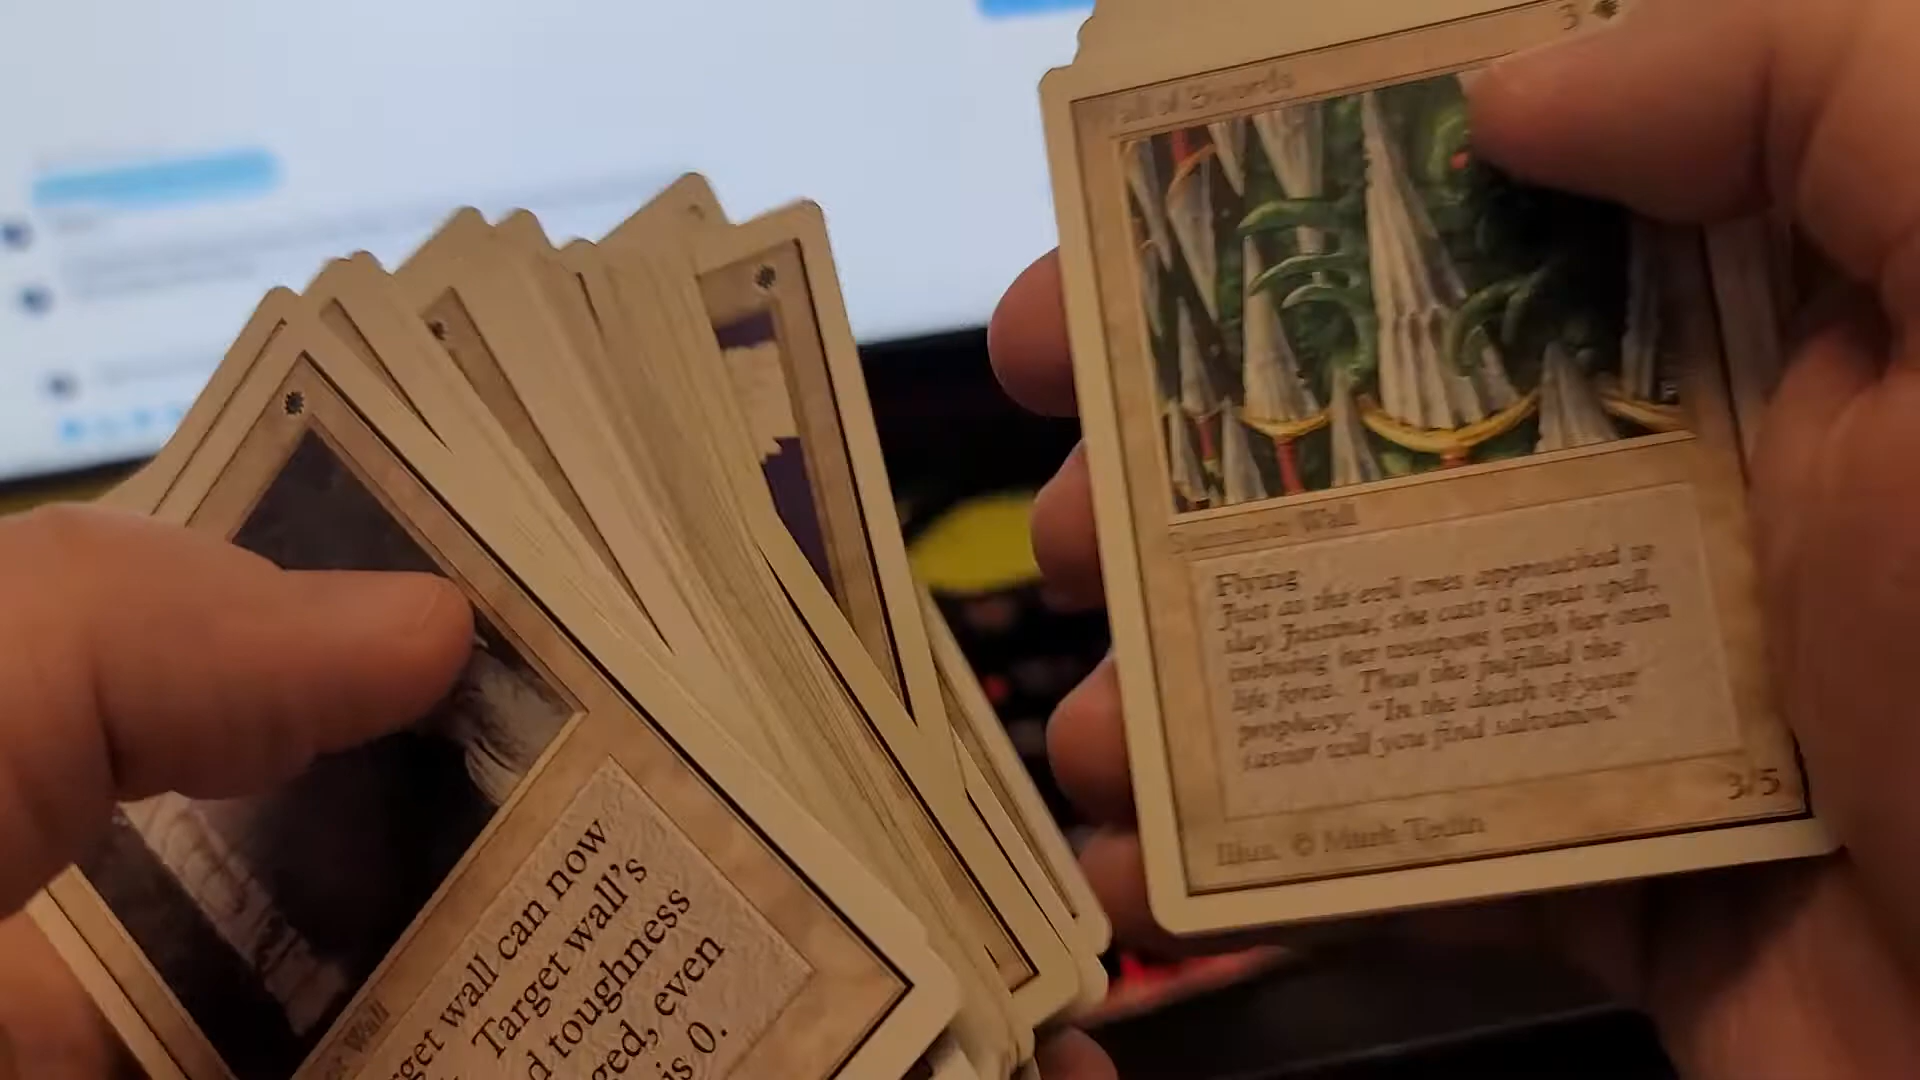 3
all of Swords
Summon Wall
Flying
Just as the evil ones approached to
slay Justina, she cast a great spell,
imbuing her weapons with her own
life force. Thus she fulfilled the
prophecy: "In the death of your
savior will you find salvation."
3/5
Illus. © Mark Tedin
Wall
rget wall can now
Target wall's
d toughness
ged, even
is 0.